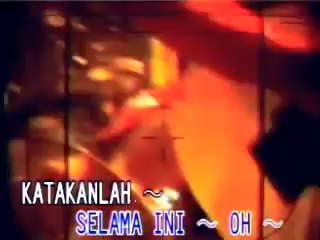 KATAKANLAH ～
SELAMA INI ～ OH ～